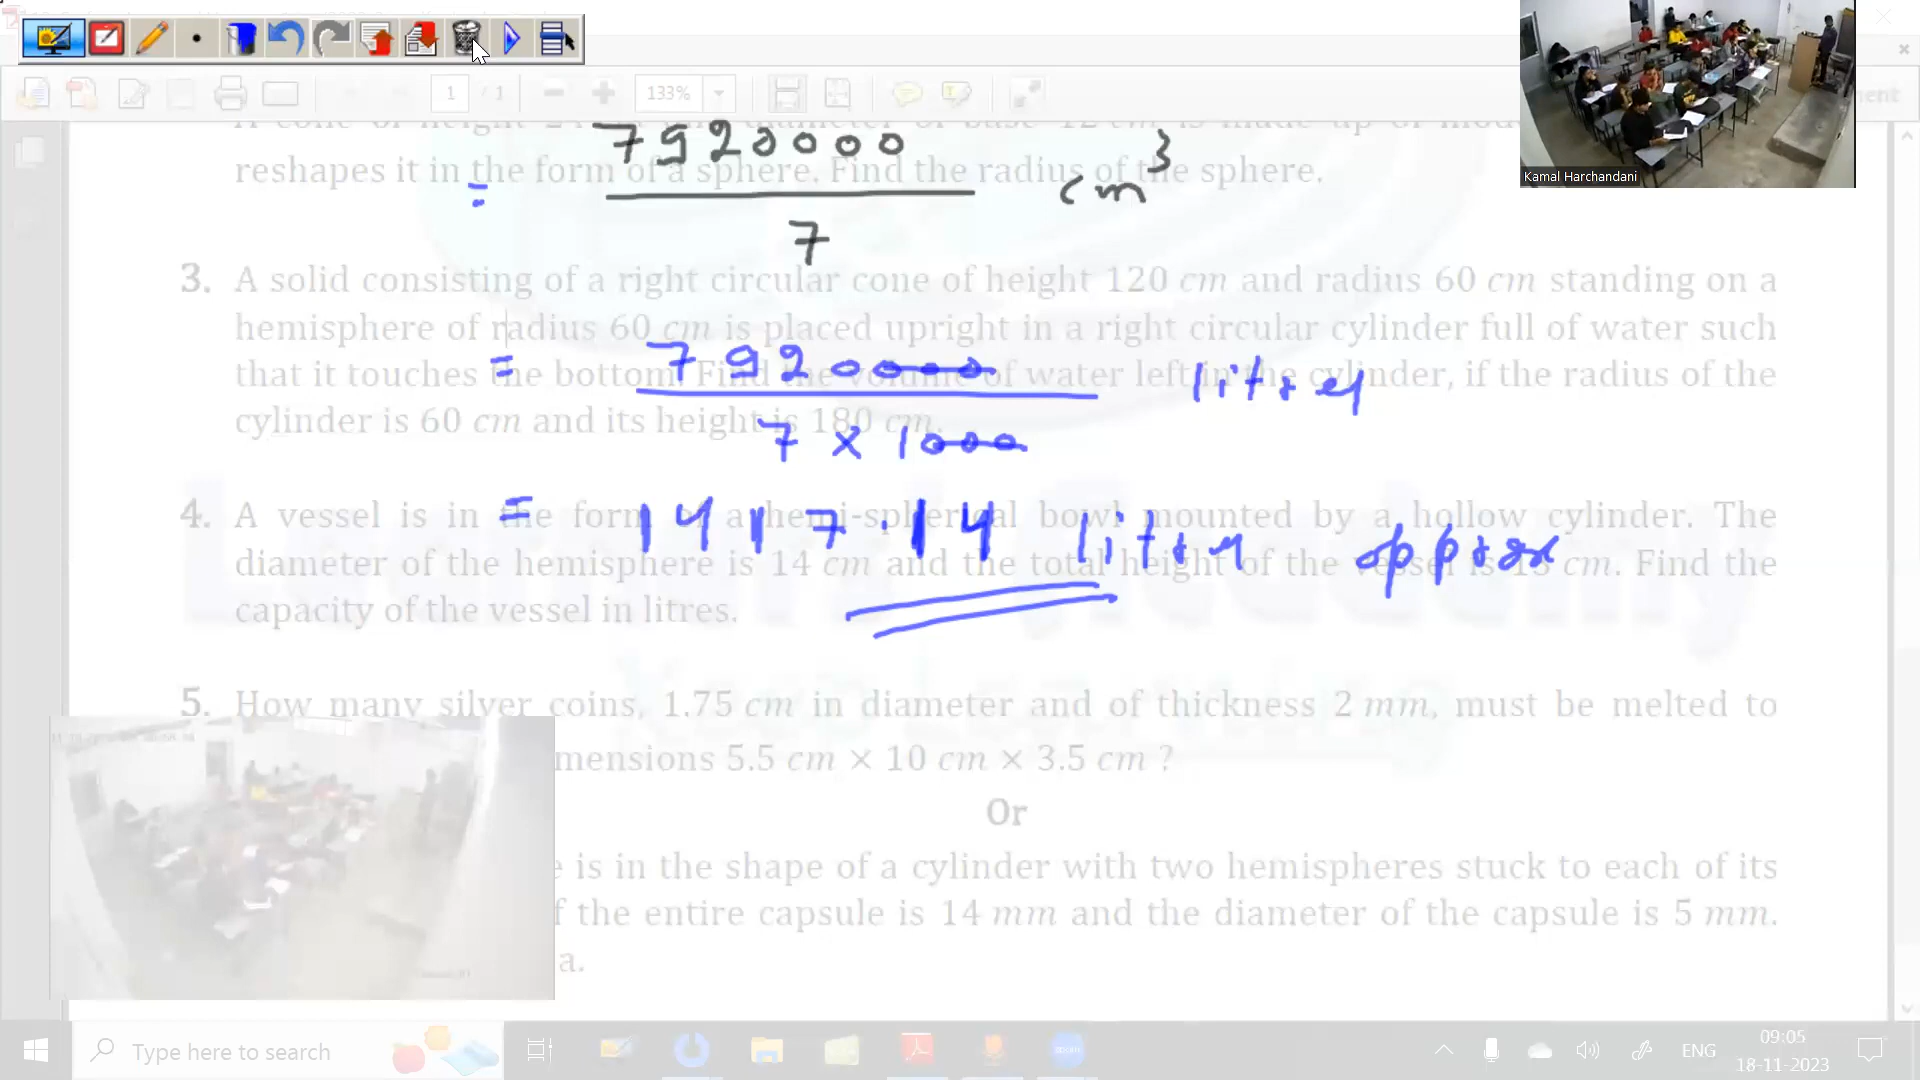 1 / 1
133%
Kamal Harchandani
7920000
reshapes it in the form of a sphere. Find the radius of the sphere.
= cm³
7
3. A solid consisting of a right circular cone of height 120 cm and radius 60 cm standing on a
hemisphere of radius 60 cm is placed upright in a right circular cylinder full of water such
= 7920000 litres
that it touches the bottom. Find the volume of water left in the cylinder, if the radius of the
cylinder is 60 cm and its height is 180 cm.
7 × 1000
4. A vessel is in the form of a hemi-spherical bowl mounted by a hollow cylinder. The
= 1417.14 litres approx
diameter of the hemisphere is 14 cm and the total height of the vessel is 13 cm. Find the
capacity of the vessel in litres.
5. How many silver coins, 1.75 cm in diameter and of thickness 2 mm, must be melted to
mensions 5.5 cm × 10 cm × 3.5 cm ?
Or
e is in the shape of a cylinder with two hemispheres stuck to each of its
f the entire capsule is 14 mm and the diameter of the capsule is 5 mm.
a.
Type here to search
ENG
09:05
18-11-2023